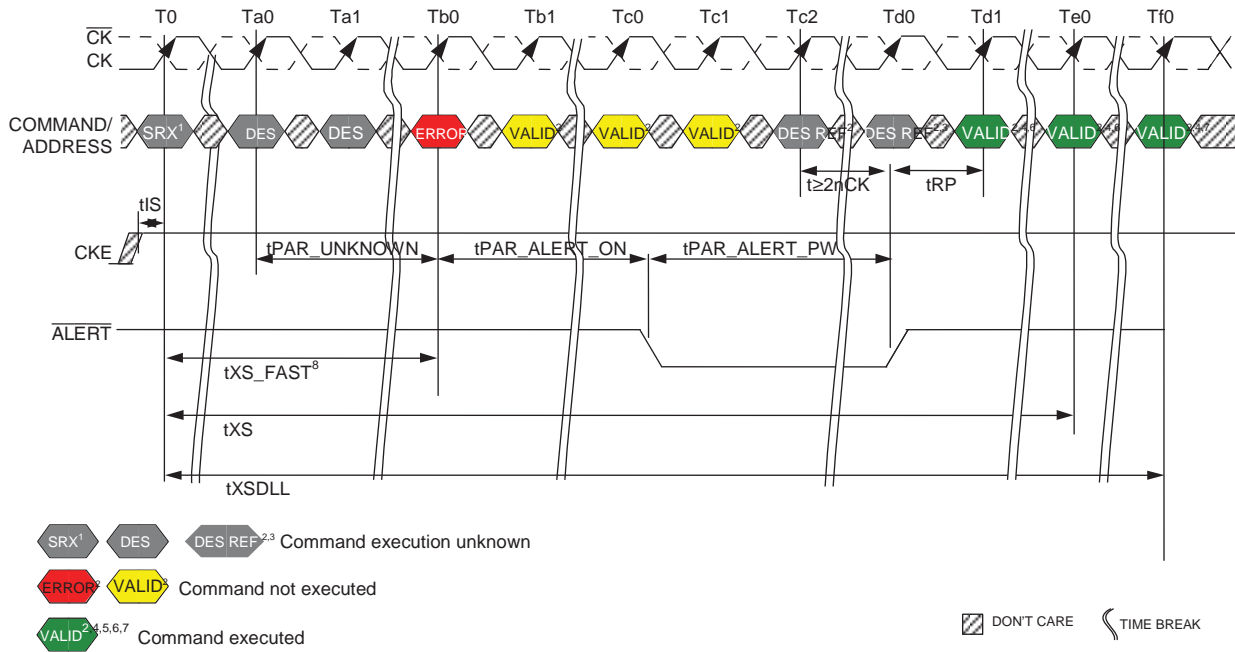 T0 Ta0 Ta1 Tb0 Tb1 Tc0 Tc1 Tc2 Td0 Td1 Te0 Tf0
CK
CK
COMMAND/
ADDRESS
SRX1 DES DES ERROR VALID2 VALID2 VALID2 DES REF2 DES REF2,3 VALID2,4,6 VALID2,4,6 VALID2,4,7
t≥2nCK tRP
tIS
CKE
tPAR_UNKNOWN tPAR_ALERT_ON tPAR_ALERT_PW
ALERT
tXS_FAST8
tXS
tXSDLL
SRX1 DES DES REF2,3 Command execution unknown
ERROR2 VALID2 Command not executed
VALID2,4,5,6,7 Command executed
DON'T CARE TIME BREAK